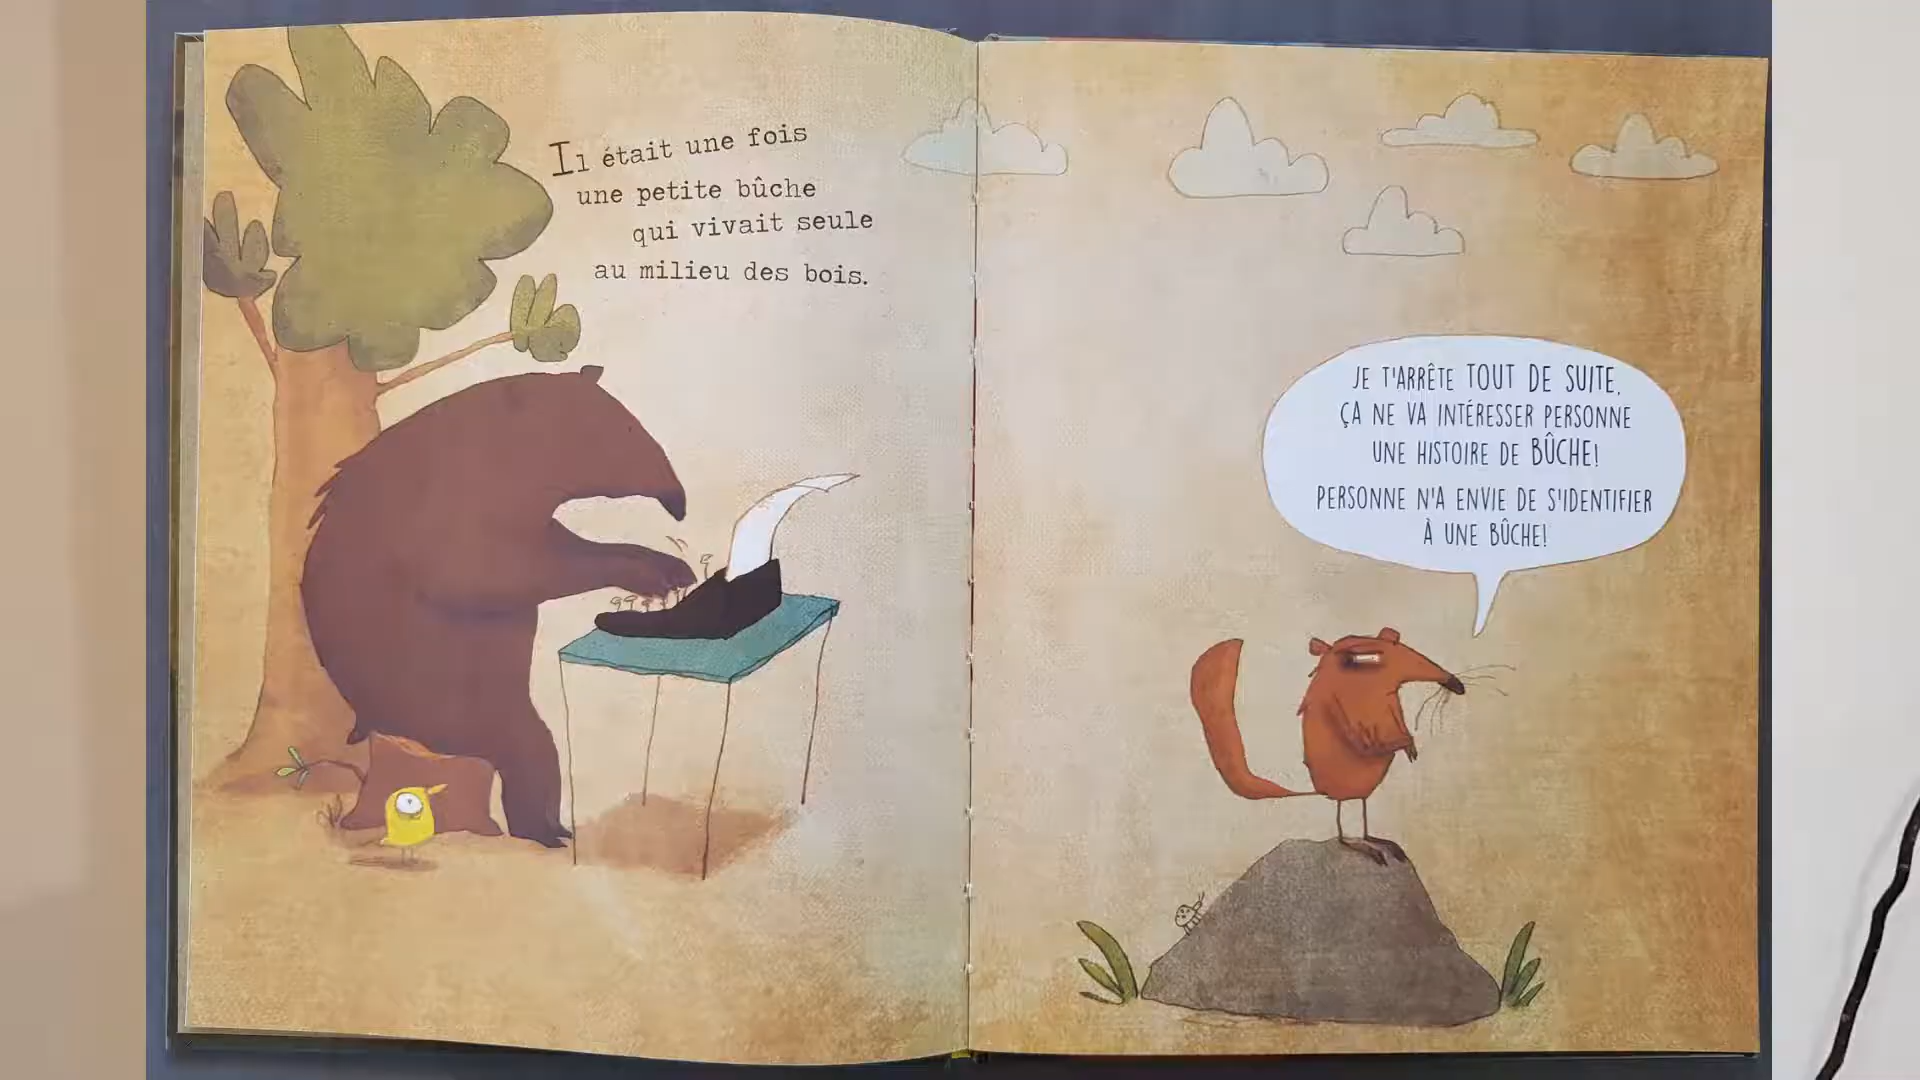 Il était une fois
une petite bûche
qui vivait seule
au milieu des bois.
JE T'ARRÊTE TOUT DE SUITE,
ÇA NE VA INTÉRESSER PERSONNE
UNE HISTOIRE DE BÛCHE!
PERSONNE N'A ENVIE DE S'IDENTIFIER
À UNE BÛCHE!